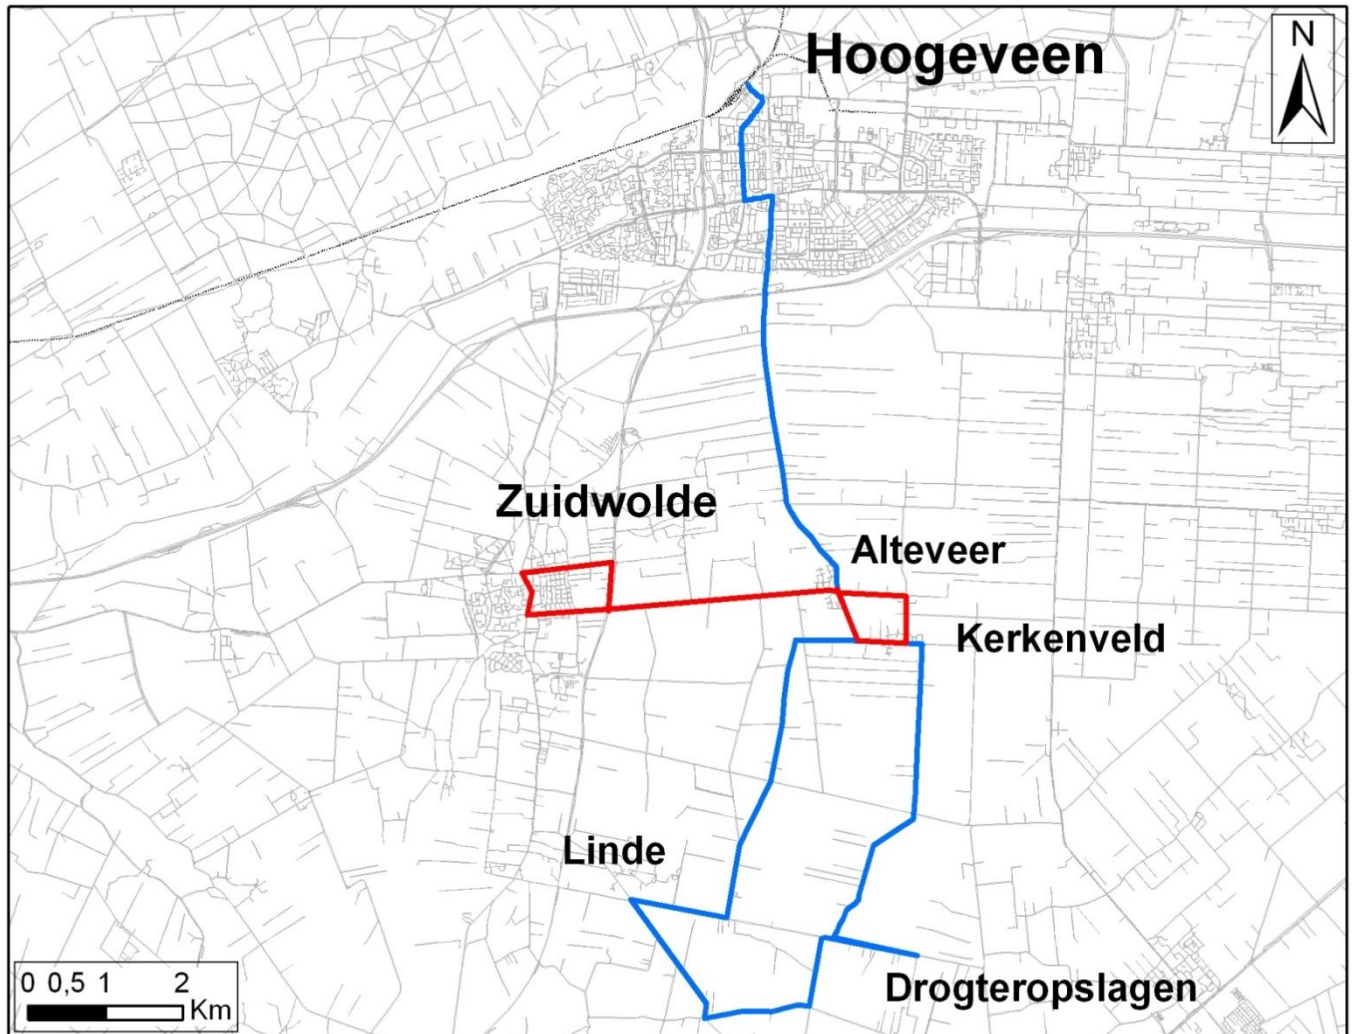 Hoogeveen
N
Zuidwolde
Alteveer
Kerkenveld
Linde
Drogteropslagen
0 0,5 1 2
Km